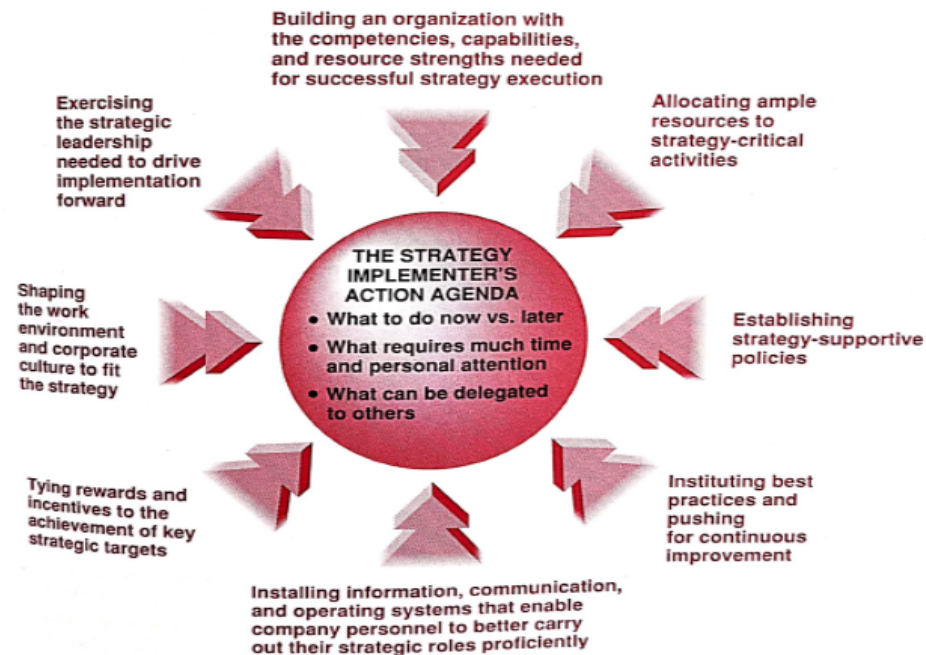 Building an organization with
the competencies, capabilities,
and resource strengths needed
for successful strategy execution
Allocating ample
resources to
strategy-critical
activities
Establishing
strategy-supportive
policies
Instituting best
practices and
pushing
for continuous
improvement
Installing information, communication,
and operating systems that enable
company personnel to better carry
out their strategic roles proficiently
Tying rewards and
incentives to the
achievement of key
strategic targets
Shaping
the work
environment
and corporate
culture to fit
the strategy
Exercising
the strategic
leadership
needed to drive
implementation
forward
THE STRATEGY
IMPLEMENTER'S
ACTION AGENDA
• What to do now vs. later
• What requires much time
and personal attention
• What can be delegated
to others